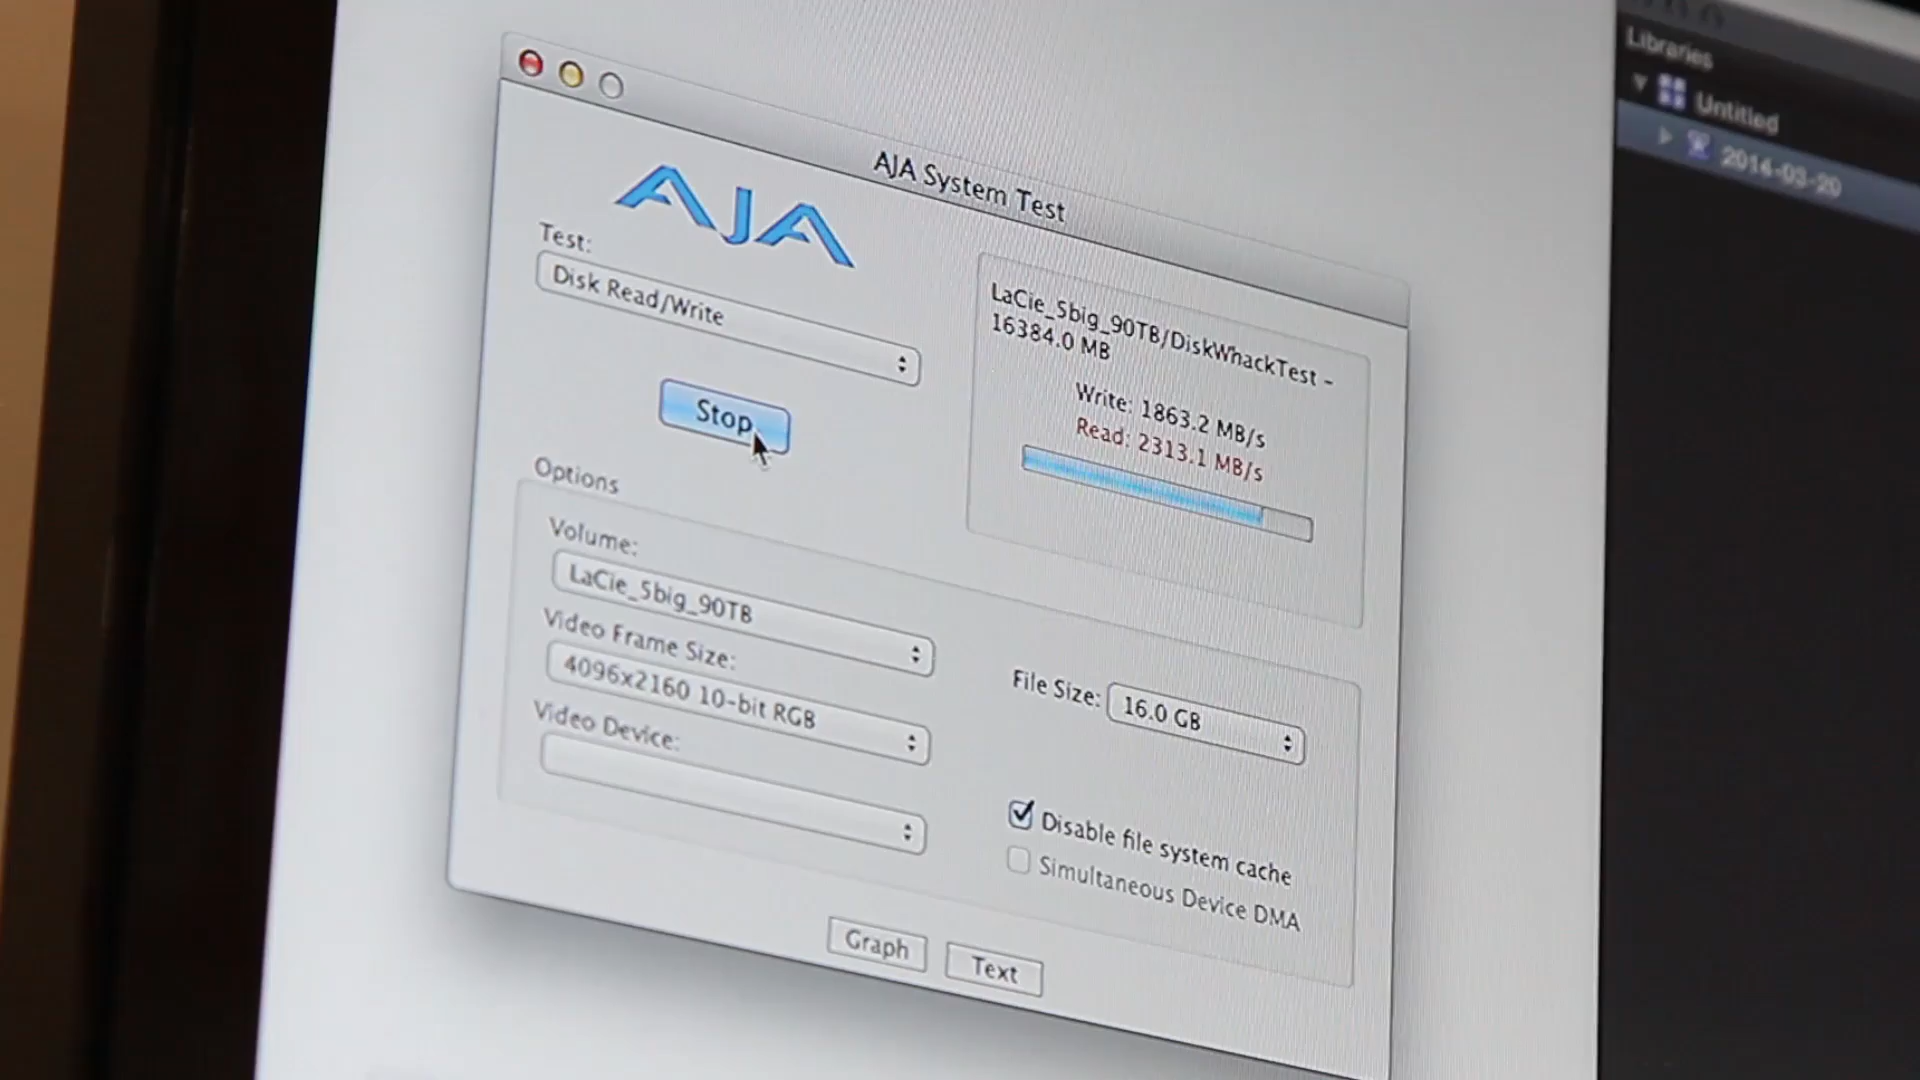 AJA System Test
AJA
Test:
Disk Read/Write
Stop
LaCie_5big_90TB/DiskWhackTest -
16384.0 MB
Write: 1863.2 MB/s
Read: 2313.1 MB/s
Options
Volume:
LaCie_5big_90TB
Video Frame Size:
4096x2160 10-bit RGB
Video Device:
File Size: 16.0 GB
Disable file system cache
Simultaneous Device DMA
Graph
Text
Libraries
Untitled
2014-03-20